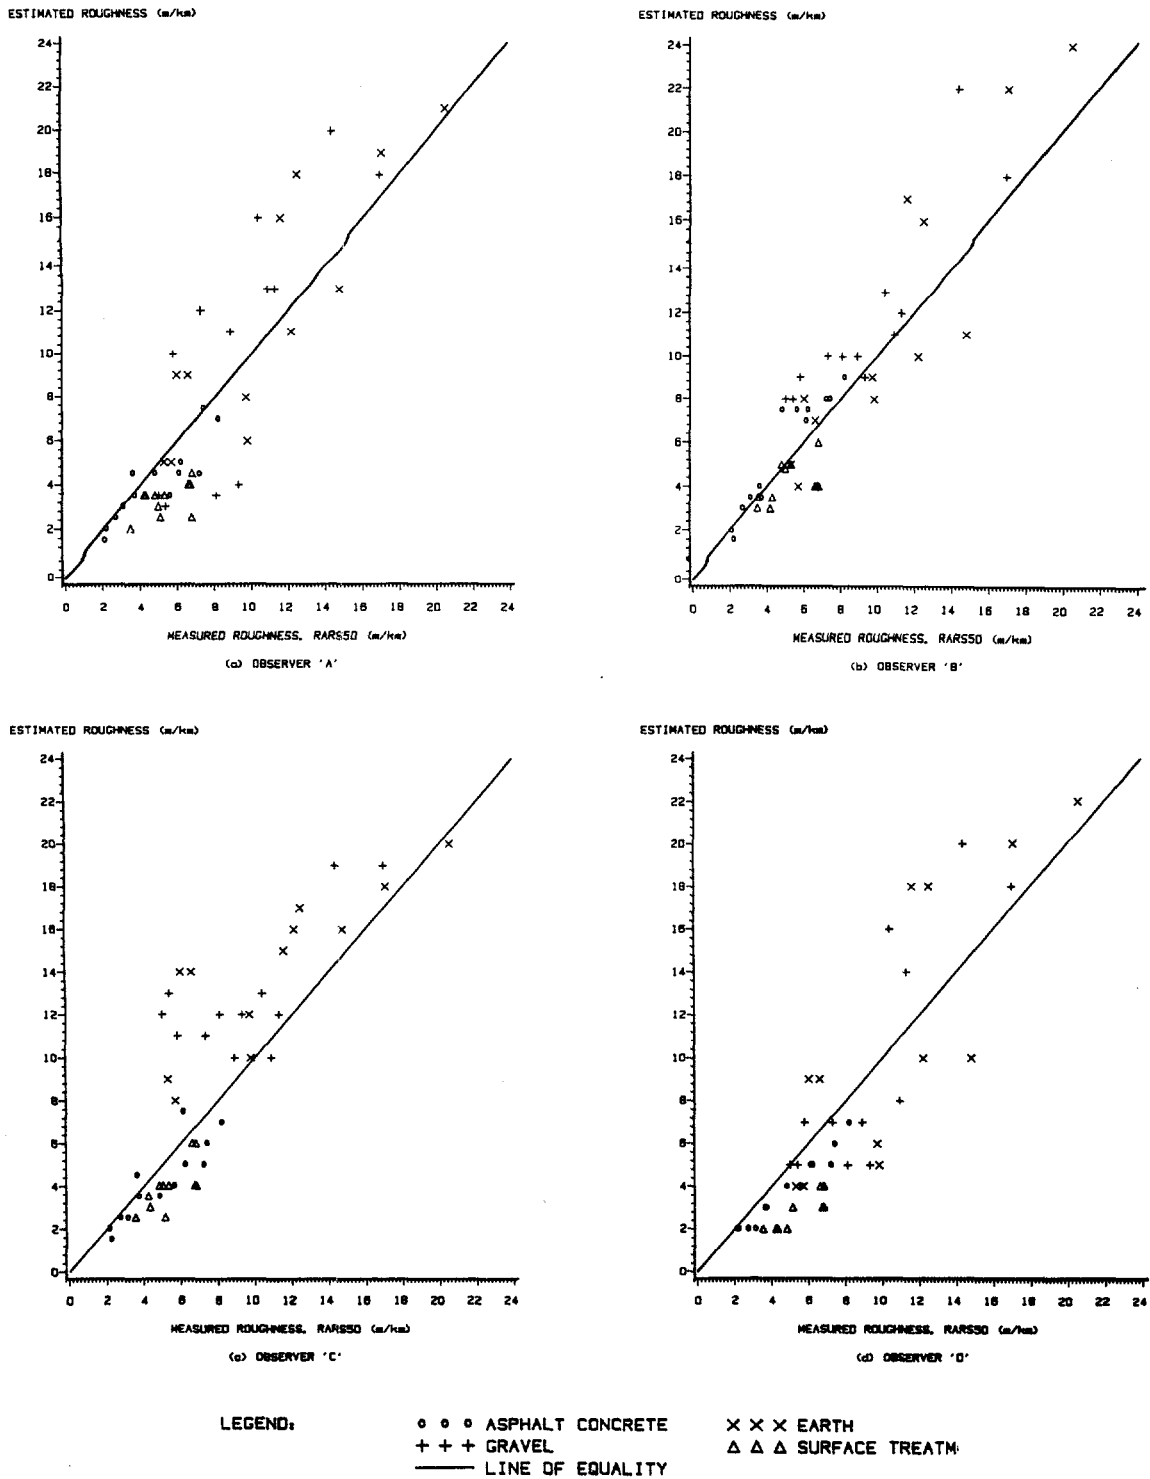 ESTIMATED ROUGHNESS (m/km)
24
22
20
18
16
14
12
10
8
6
4
2
0
0 2 4 6 8 10 12 14 16 18 20 22 24
MEASURED ROUGHNESS, RARS50 (m/km)
(a) OBSERVER 'A'
ESTIMATED ROUGHNESS (m/km)
24
22
20
18
16
14
12
10
8
6
4
2
0
0 2 4 6 8 10 12 14 16 18 20 22 24
MEASURED ROUGHNESS, RARS50 (m/km)
(b) OBSERVER 'B'
ESTIMATED ROUGHNESS (m/km)
24
22
20
18
16
14
12
10
8
6
4
2
0
0 2 4 6 8 10 12 14 16 18 20 22 24
MEASURED ROUGHNESS, RARS50 (m/km)
(c) OBSERVER 'C'
ESTIMATED ROUGHNESS (m/km)
24
22
20
18
16
14
12
10
8
6
4
2
0
0 2 4 6 8 10 12 14 16 18 20 22 24
MEASURED ROUGHNESS, RARS50 (m/km)
(d) OBSERVER 'D'
LEGEND:
ASPHALT CONCRETE
EARTH
GRAVEL
SURFACE TREATM
LINE OF EQUALITY